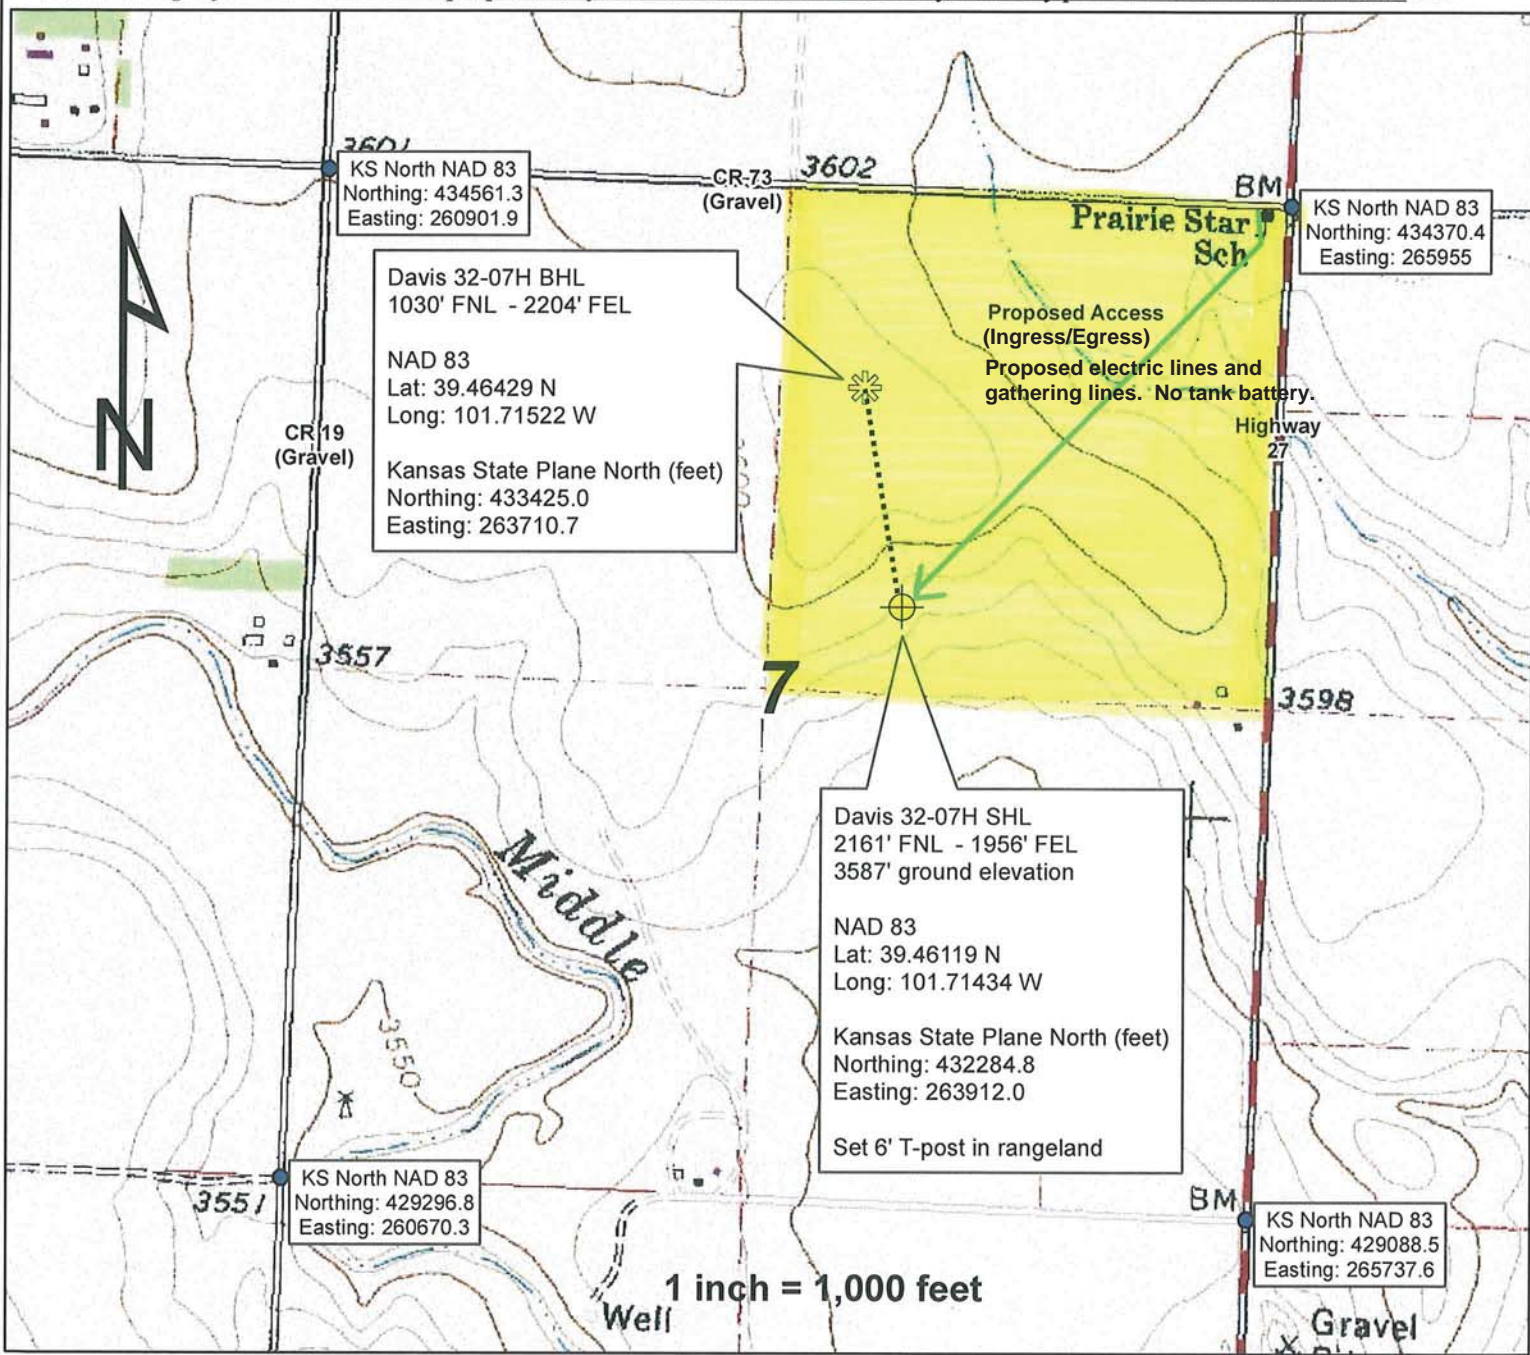 3601
KS North NAD 83
Northing: 434561.3
Easting: 260901.9
CR-73
(Gravel)
3602
BM
Prairie Star
Sch
KS North NAD 83
Northing: 434370.4
Easting: 265955
Davis 32-07H BHL
1030' FNL - 2204' FEL
NAD 83
Lat: 39.46429 N
Long: 101.71522 W
Kansas State Plane North (feet)
Northing: 433425.0
Easting: 263710.7
Proposed Access
(Ingress/Egress)
Proposed electric lines and
gathering lines. No tank battery.
Highway
27
N
CR 19
(Gravel)
3557
7
3598
Davis 32-07H SHL
2161' FNL - 1956' FEL
3587' ground elevation
NAD 83
Lat: 39.46119 N
Long: 101.71434 W
Kansas State Plane North (feet)
Northing: 432284.8
Easting: 263912.0
Set 6' T-post in rangeland
Middle
3550
3551
KS North NAD 83
Northing: 429296.8
Easting: 260670.3
BM
KS North NAD 83
Northing: 429088.5
Easting: 265737.6
1 inch = 1,000 feet
Well
Gravel